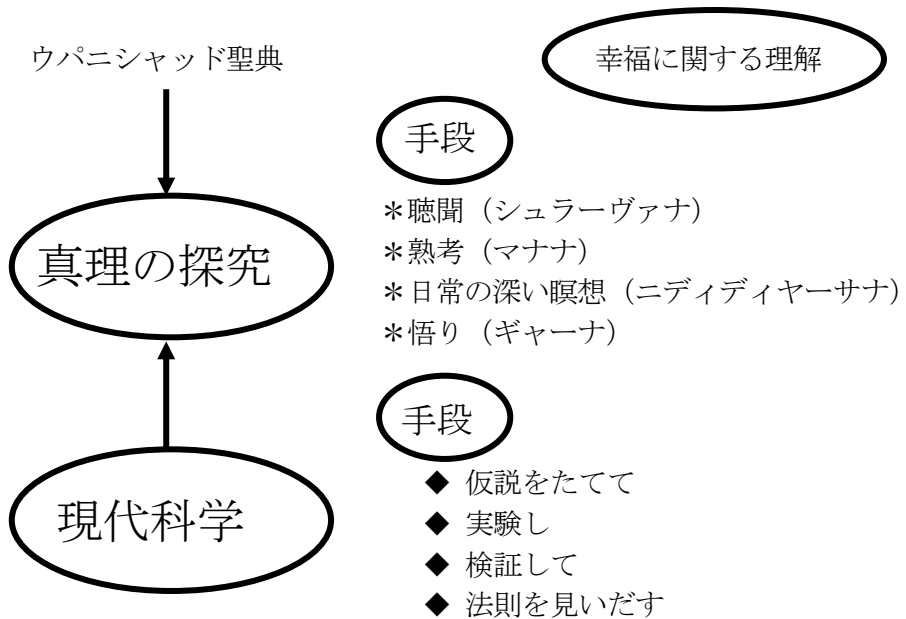 ウパニシャッド聖典
幸福に関する理解
手段
＊聴聞（シュラーヴァナ）
＊熟考（マナナ）
＊日常の深い瞑想（ニディディヤーサナ）
＊悟り（ギャーナ）
真理の探究
手段
◆ 仮説をたてて
◆ 実験し
◆ 検証して
◆ 法則を見いだす
現代科学